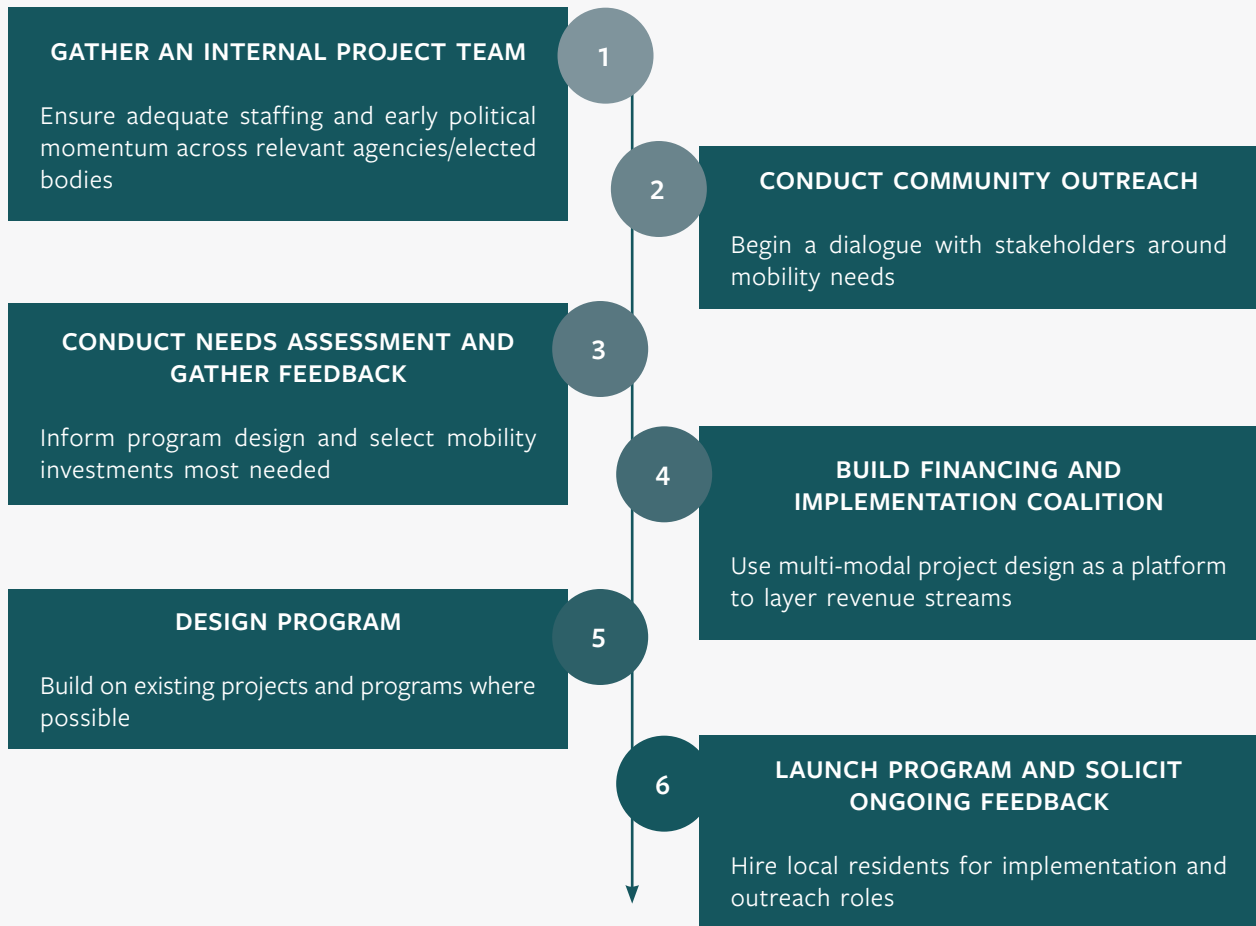 GATHER AN INTERNAL PROJECT TEAM
1
Ensure adequate staffing and early political
momentum across relevant agencies/elected
bodies
2
CONDUCT COMMUNITY OUTREACH
Begin a dialogue with stakeholders around
mobility needs
CONDUCT NEEDS ASSESSMENT AND
GATHER FEEDBACK
3
Inform program design and select mobility
investments most needed
4
BUILD FINANCING AND
IMPLEMENTATION COALITION
Use multi-modal project design as a platform
to layer revenue streams
DESIGN PROGRAM
5
Build on existing projects and programs where
possible
6
LAUNCH PROGRAM AND SOLICIT
ONGOING FEEDBACK
Hire local residents for implementation and
outreach roles